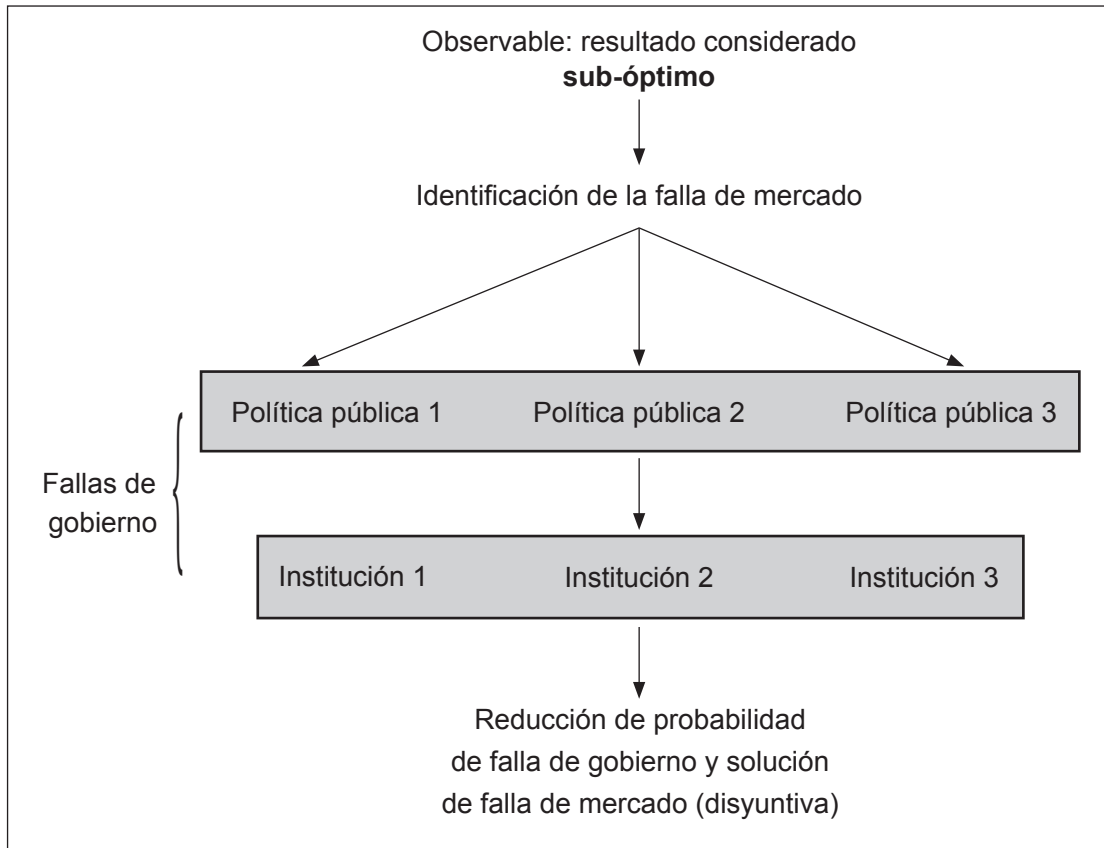 Observable: resultado considerado
sub-óptimo
Identificación de la falla de mercado
Política pública 1
Política pública 2
Política pública 3
Fallas de
gobierno
Institución 1
Institución 2
Institución 3
Reducción de probabilidad
de falla de gobierno y solución
de falla de mercado (disyuntiva)